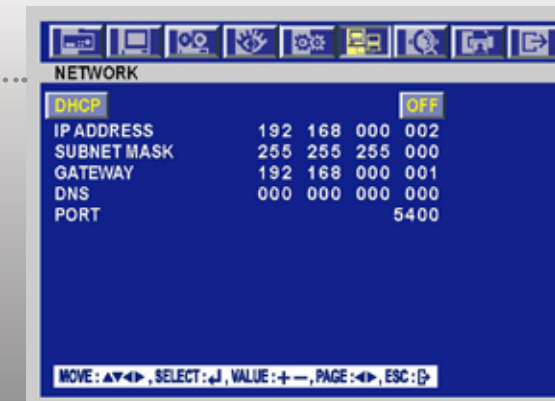 NETWORK
DHCP OFF
IP ADDRESS 192 168 000 002
SUBNET MASK 255 255 255 000
GATEWAY 192 168 000 001
DNS 000 000 000 000
PORT 5400
MOVE:▲▼◀▶, SELECT:↵, VALUE:+−, PAGE:◀▶, ESC: